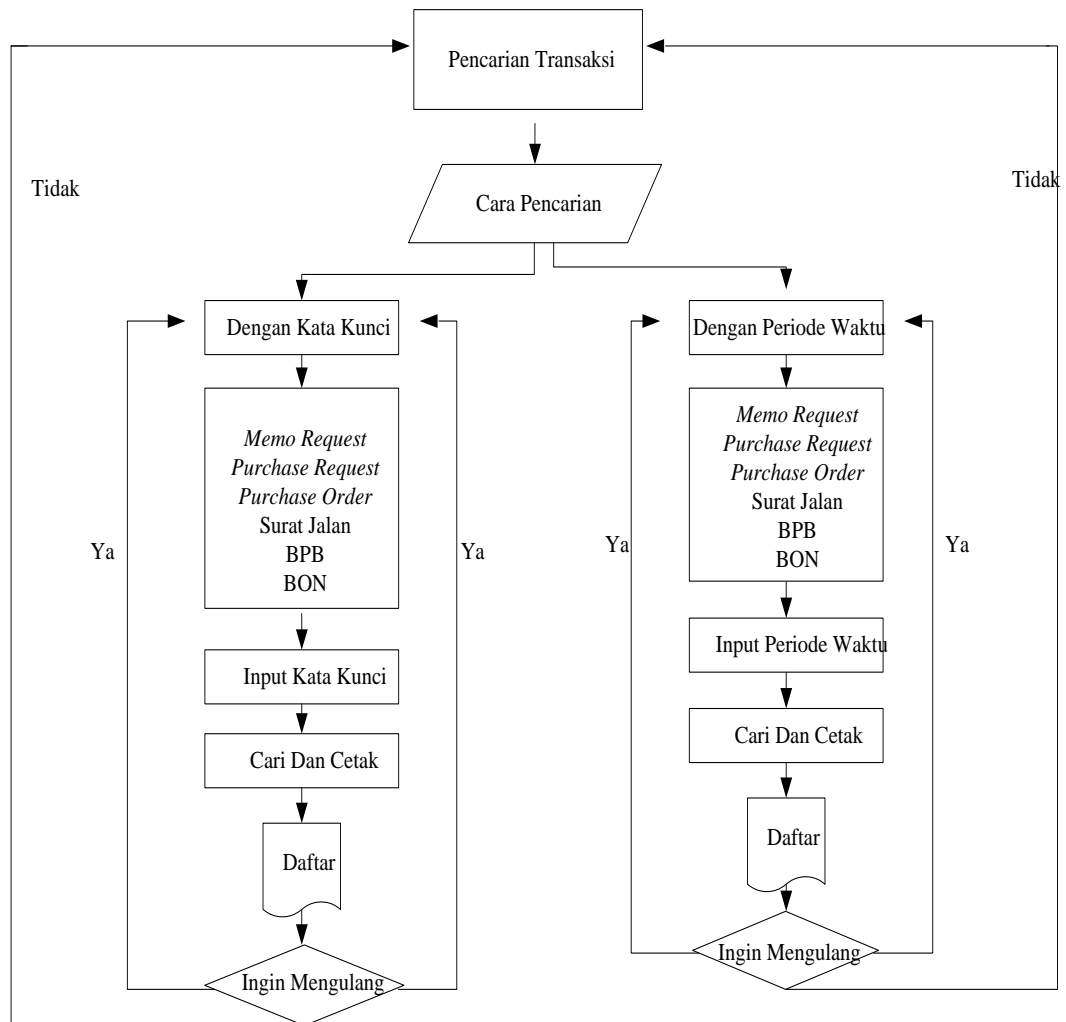 Pencarian Transaksi
Tidak
Tidak
Cara Pencarian
Dengan Kata Kunci
Memo Request
Purchase Request
Purchase Order
Surat Jalan
BPB
BON
Ya
Ya
Input Kata Kunci
Cari Dan Cetak
Daftar
Ingin Mengulang
Dengan Periode Waktu
Memo Request
Purchase Request
Purchase Order
Surat Jalan
BPB
BON
Ya
Ya
Input Periode Waktu
Cari Dan Cetak
Daftar
Ingin Mengulang